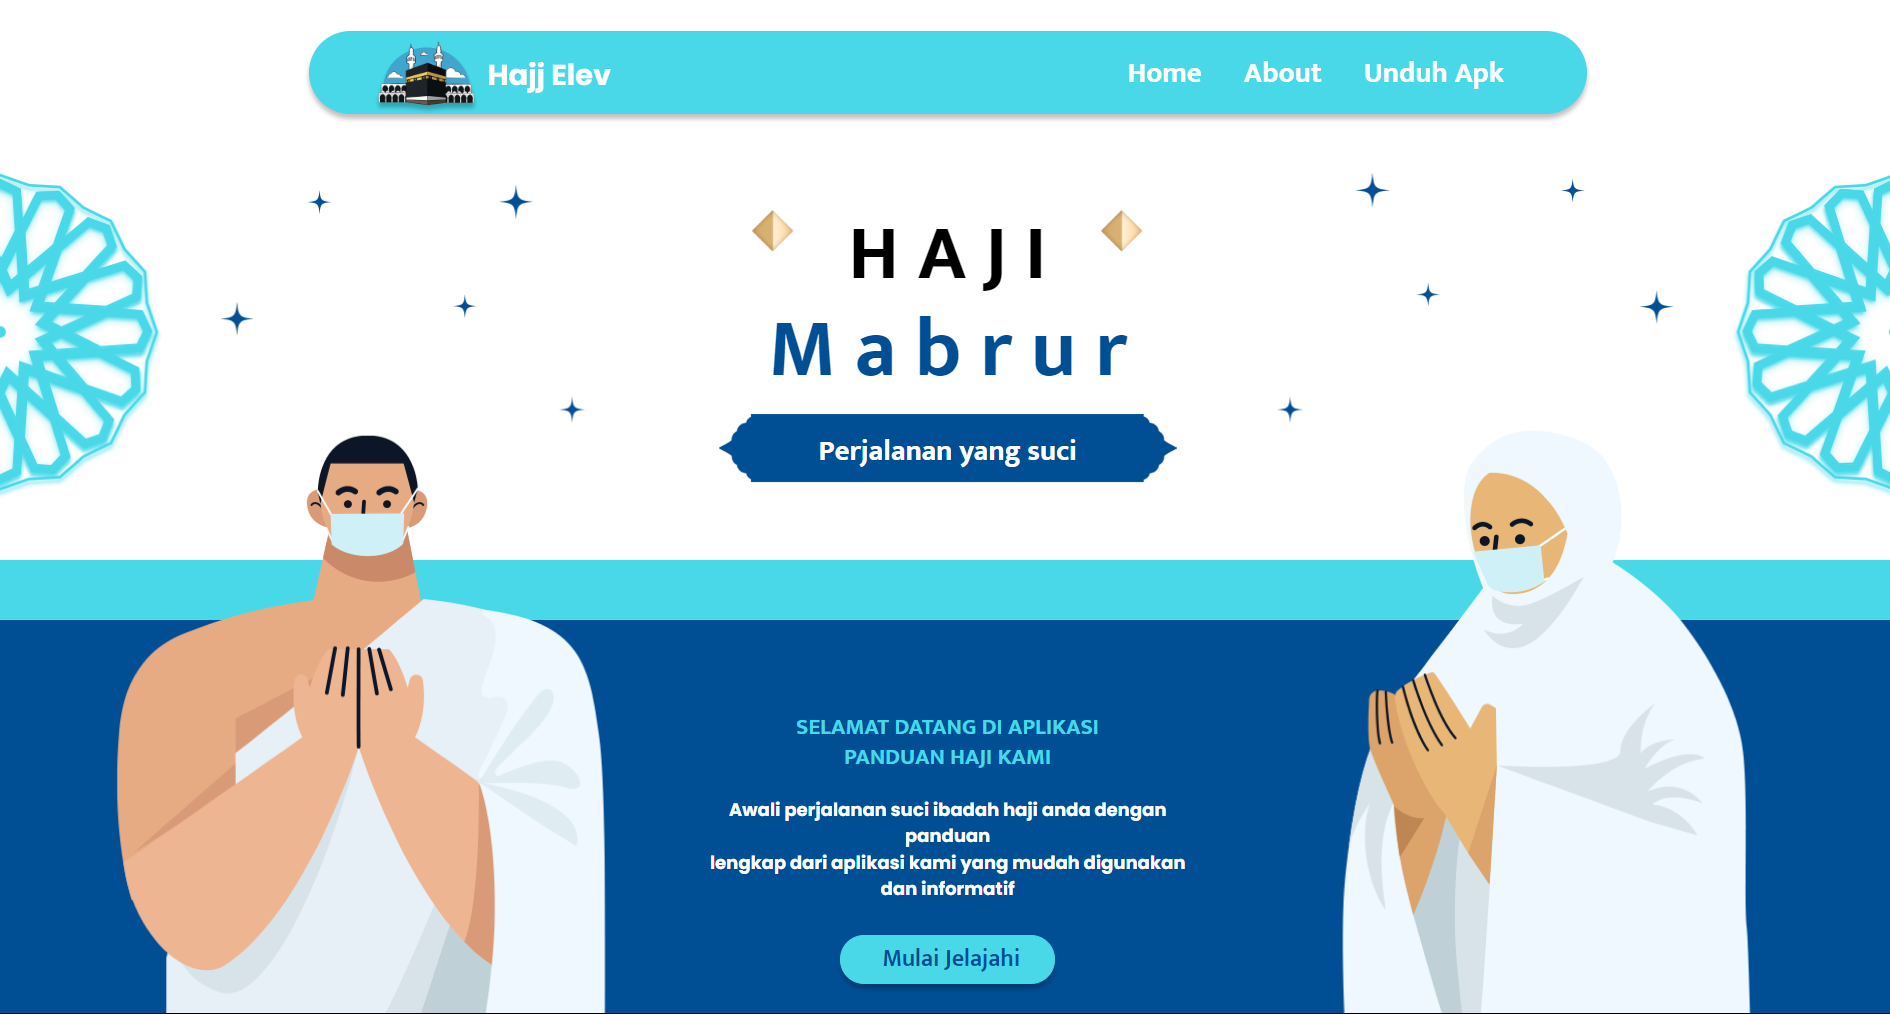 Hajj Elev
Home
About
Unduh Apk
HAJI
Mabrur
Perjalanan yang suci
SELAMAT DATANG DI APLIKASI
PANDUAN HAJI KAMI
Awali perjalanan suci ibadah haji anda dengan
panduan
lengkap dari aplikasi kami yang mudah digunakan
dan informatif
Mulai Jelajahi